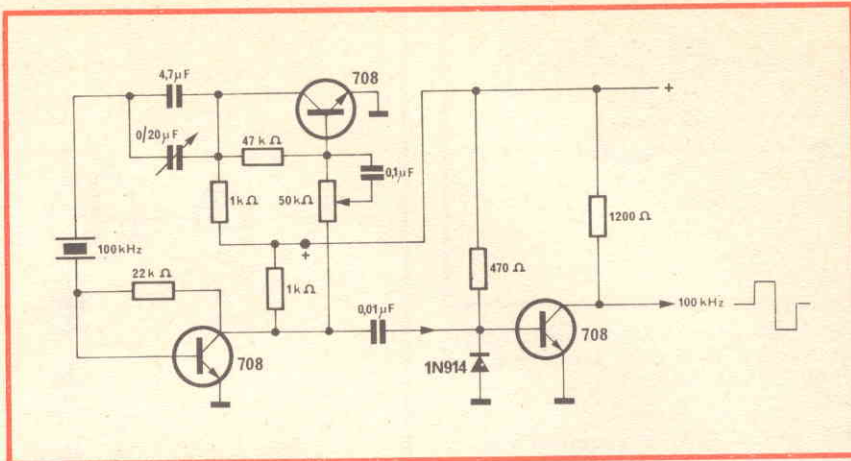 4,7µF
708
0/20µF
47 kΩ
0,1µF
1kΩ
50kΩ
+
100kHz
+
1200 Ω
22 k Ω
1kΩ
470 Ω
0,01µF
100 kHz
708
1N914
708